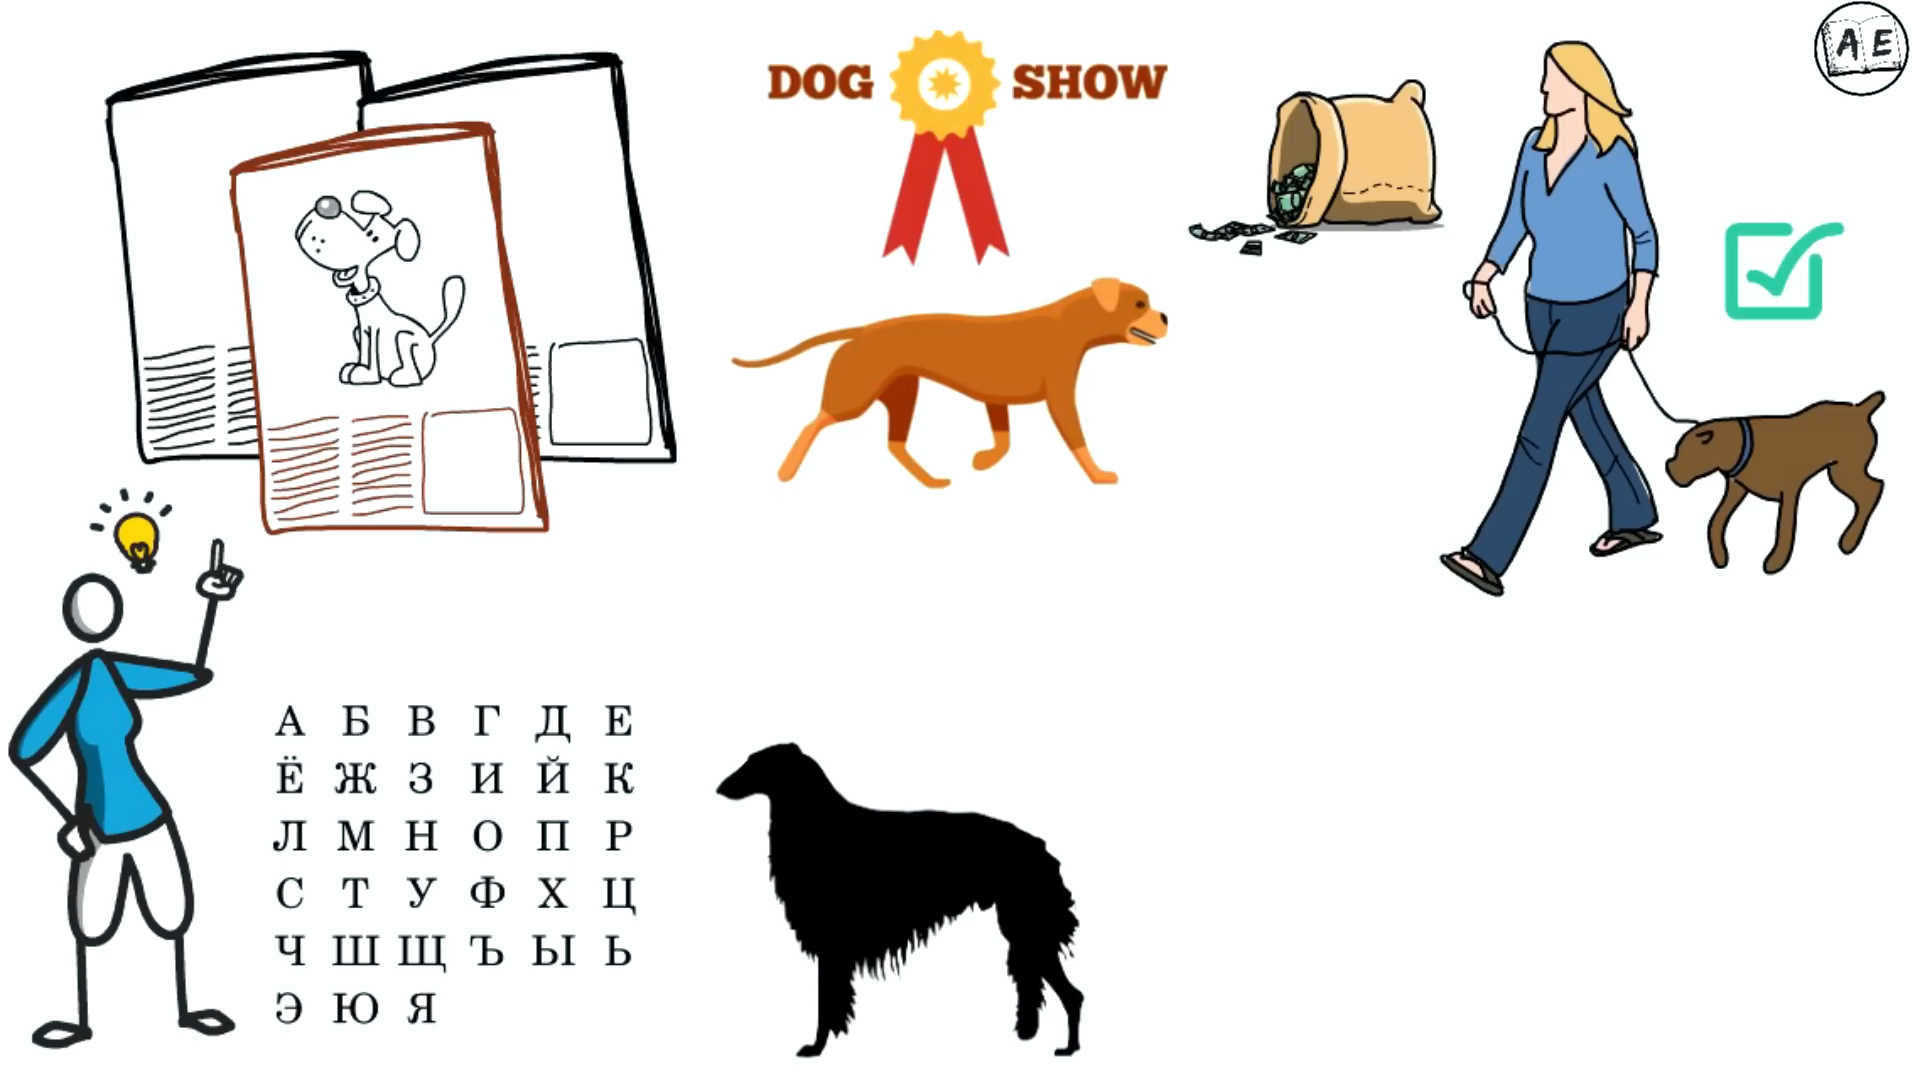 DOG SHOW
A E
А Б В Г Д Е
Ё Ж З И Й К
Л М Н О П Р
С Т У Ф Х Ц
Ч Ш Щ Ъ Ы Ь
Э Ю Я